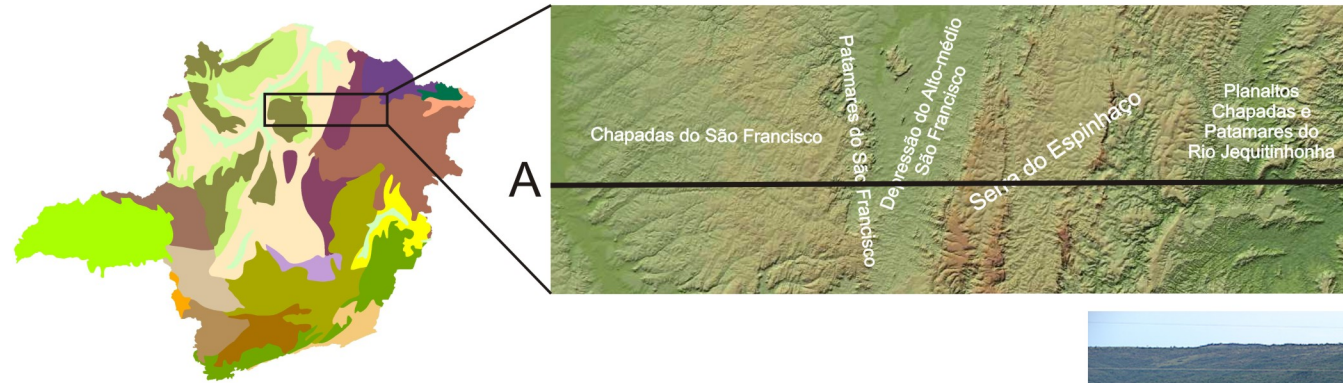 A
Chapadas do São Francisco
Patamares do São Francisco
Depressão do Alto-médio
São Francisco
Serra do Espinhaço
Planaltos
Chapadas e
Patamares do
Rio Jequitinhonha